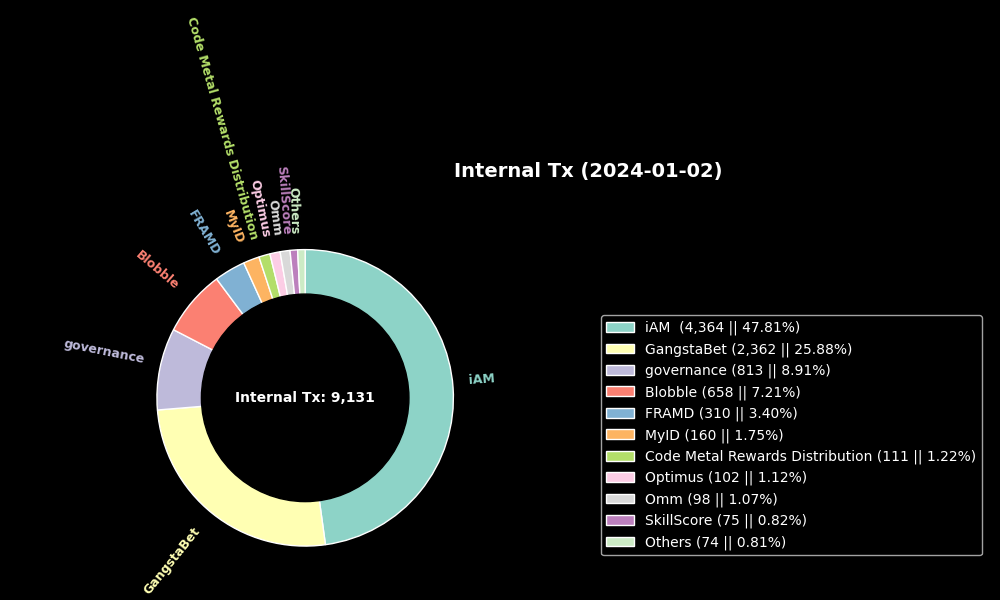 Internal Tx (2024-01-02)
Code Metal Rewards Distribution
SkillScore
Others
Optimus
Omm
MyID
FRAMD
Blobble
governance
iAM
GangstaBet
Internal Tx: 9,131
iAM  (4,364 || 47.81%)
GangstaBet (2,362 || 25.88%)
governance (813 || 8.91%)
Blobble (658 || 7.21%)
FRAMD (310 || 3.40%)
MyID (160 || 1.75%)
Code Metal Rewards Distribution (111 || 1.22%)
Optimus (102 || 1.12%)
Omm (98 || 1.07%)
SkillScore (75 || 0.82%)
Others (74 || 0.81%)